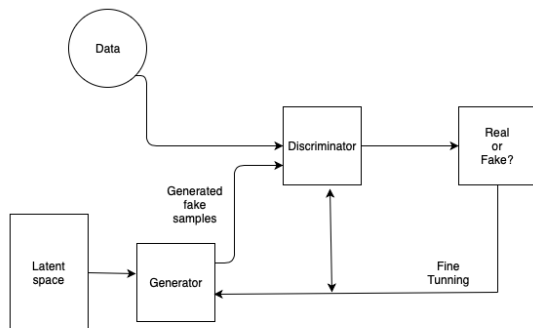 Data
Discriminator
Real
or
Fake?
Generated
fake
samples
Latent
space
Generator
Fine
Tunning